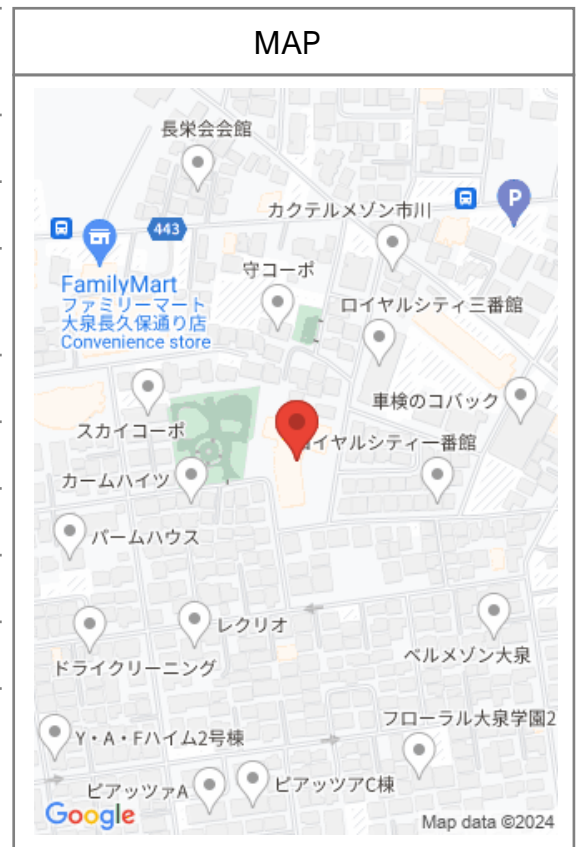 MAP
長栄会会館
カクテルメゾン市川
P
443
FamilyMart
ファミリーマート
大泉長久保通り店
Convenience store
守コーポ
ロイヤルシティ三番館
車検のコバック
スカイコーポ
ロイヤルシティ一番館
カームハイツ
パームハウス
レクリオ
ドライクリーニング
ベルメゾン大泉
フローラル大泉学園2
Y・A・Fハイム2号棟
ピアッツァA
ピアッツアC棟
Google
Map data ©2024